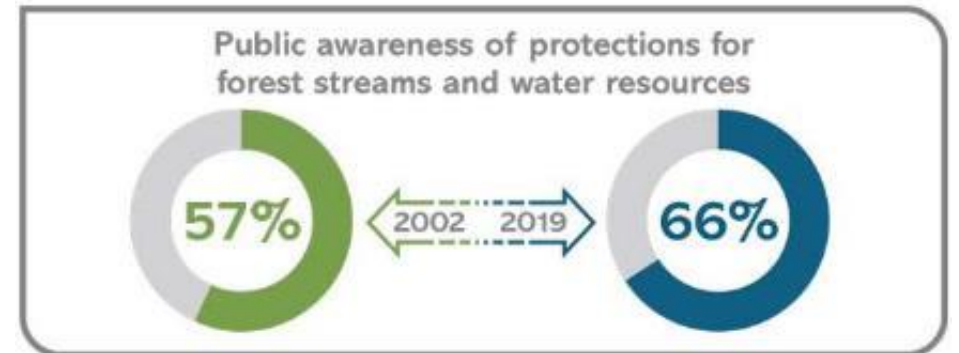 Public awareness of protections for
forest streams and water resources
57%
2002 2019
66%